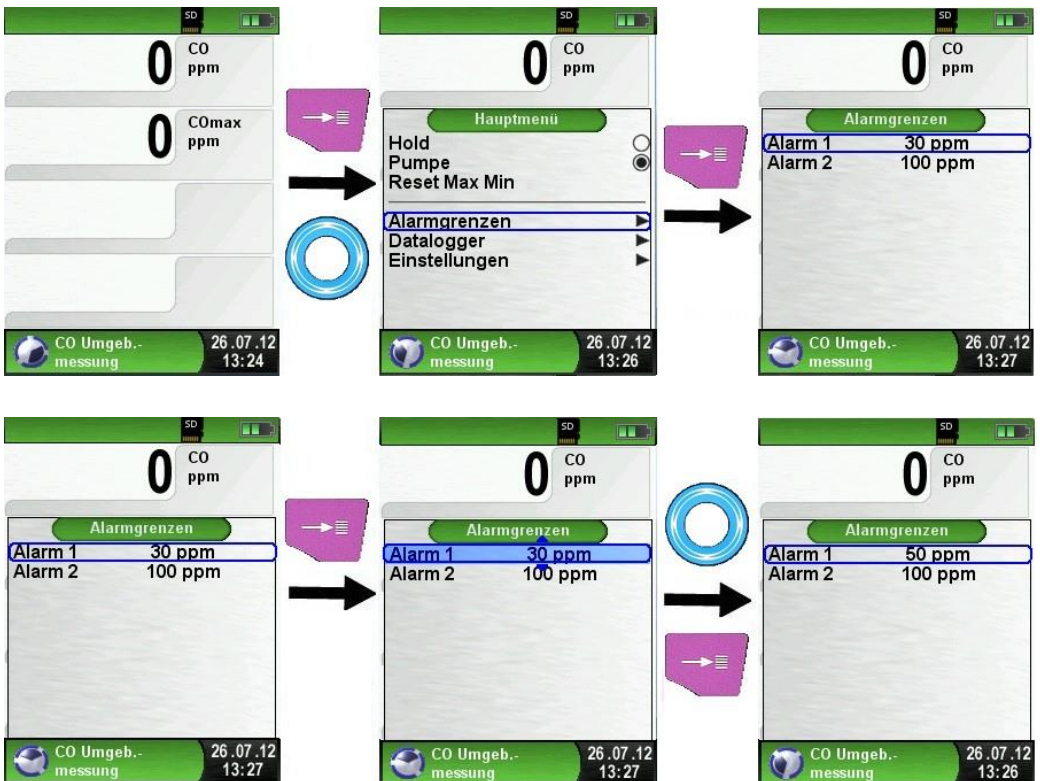 SD
0 CO
ppm
0 COmax
ppm
CO Umgeb.- 26.07.12
messung 13:24
SD
0 CO
ppm
Hauptmenü
Hold
Pumpe
Reset Max Min
Alarmgrenzen
Datalogger
Einstellungen
CO Umgeb.- 26.07.12
messung 13:26
SD
0 CO
ppm
Alarmgrenzen
Alarm 1 30 ppm
Alarm 2 100 ppm
CO Umgeb.- 26.07.12
messung 13:27
SD
0 CO
ppm
Alarmgrenzen
Alarm 1 30 ppm
Alarm 2 100 ppm
CO Umgeb.- 26.07.12
messung 13:27
SD
0 CO
ppm
Alarmgrenzen
Alarm 1 30 ppm
Alarm 2 100 ppm
CO Umgeb.- 26.07.12
messung 13:27
SD
0 CO
ppm
Alarmgrenzen
Alarm 1 50 ppm
Alarm 2 100 ppm
CO Umgeb.- 26.07.12
messung 13:26